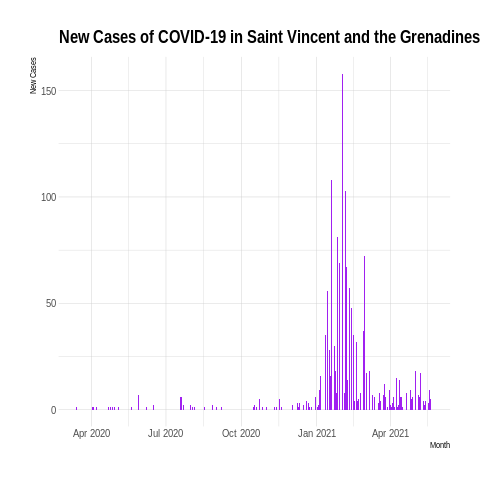 New Cases of COVID-19 in Saint Vincent and the Grenadines
New Cases
150
100
50
0
Apr 2020 Jul 2020 Oct 2020 Jan 2021 Apr 2021
Month